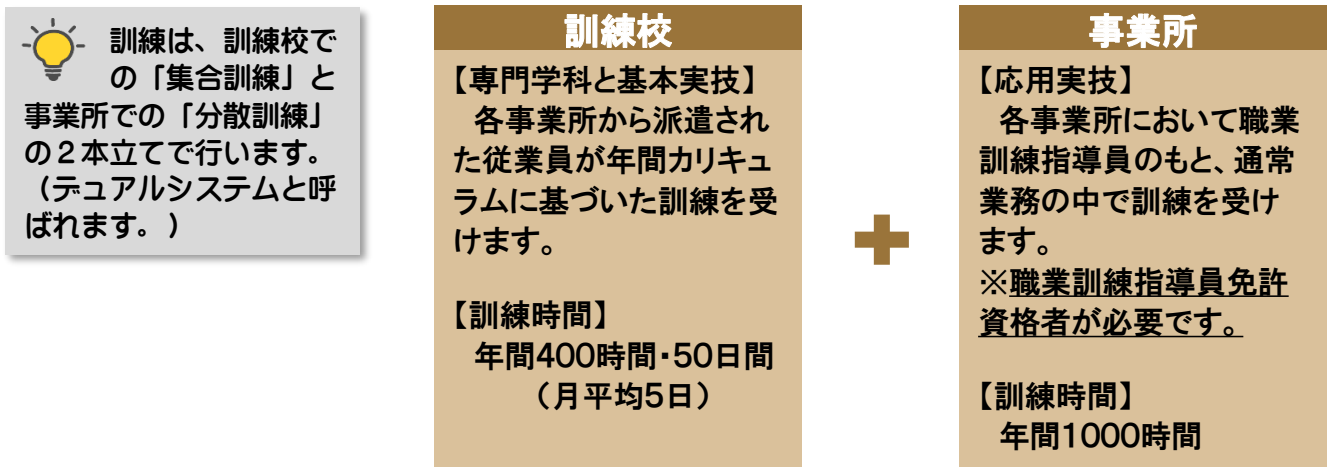 訓練は、訓練校で
の「集合訓練」と
事業所での「分散訓練」
の２本立てで行います。
（デュアルシステムと呼
ばれます。）
訓練校
【専門学科と基本実技】
各事業所から派遣され
た従業員が年間カリキュ
ラムに基づいた訓練を受
けます。
【訓練時間】
年間400時間・50日間
（月平均5日）
事業所
【応用実技】
各事業所において職業
訓練指導員のもと、通常
業務の中で訓練を受け
ます。
※職業訓練指導員免許
資格者が必要です。
【訓練時間】
年間1000時間